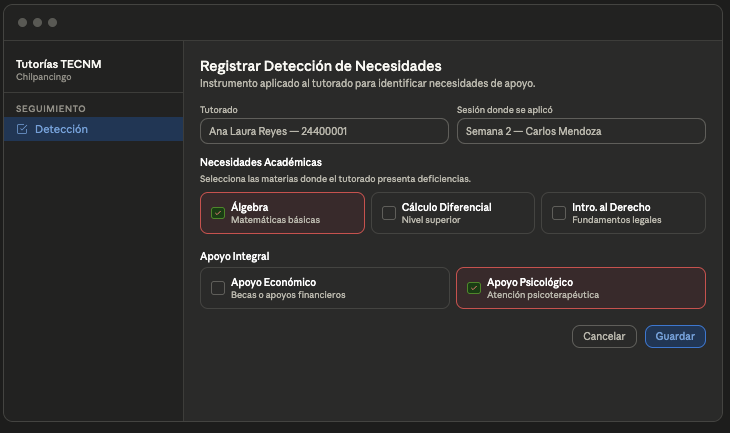 Tutorías TECNM
Chilpancingo
SEGUIMIENTO
Detección
Registrar Detección de Necesidades
Instrumento aplicado al tutorado para identificar necesidades de apoyo.
Tutorado
Sesión donde se aplicó
Ana Laura Reyes — 24400001
Semana 2 — Carlos Mendoza
Necesidades Académicas
Selecciona las materias donde el tutorado presenta deficiencias.
Álgebra
Matemáticas básicas
Cálculo Diferencial
Nivel superior
Intro. al Derecho
Fundamentos legales
Apoyo Integral
Apoyo Económico
Becas o apoyos financieros
Apoyo Psicológico
Atención psicoterapéutica
Cancelar
Guardar